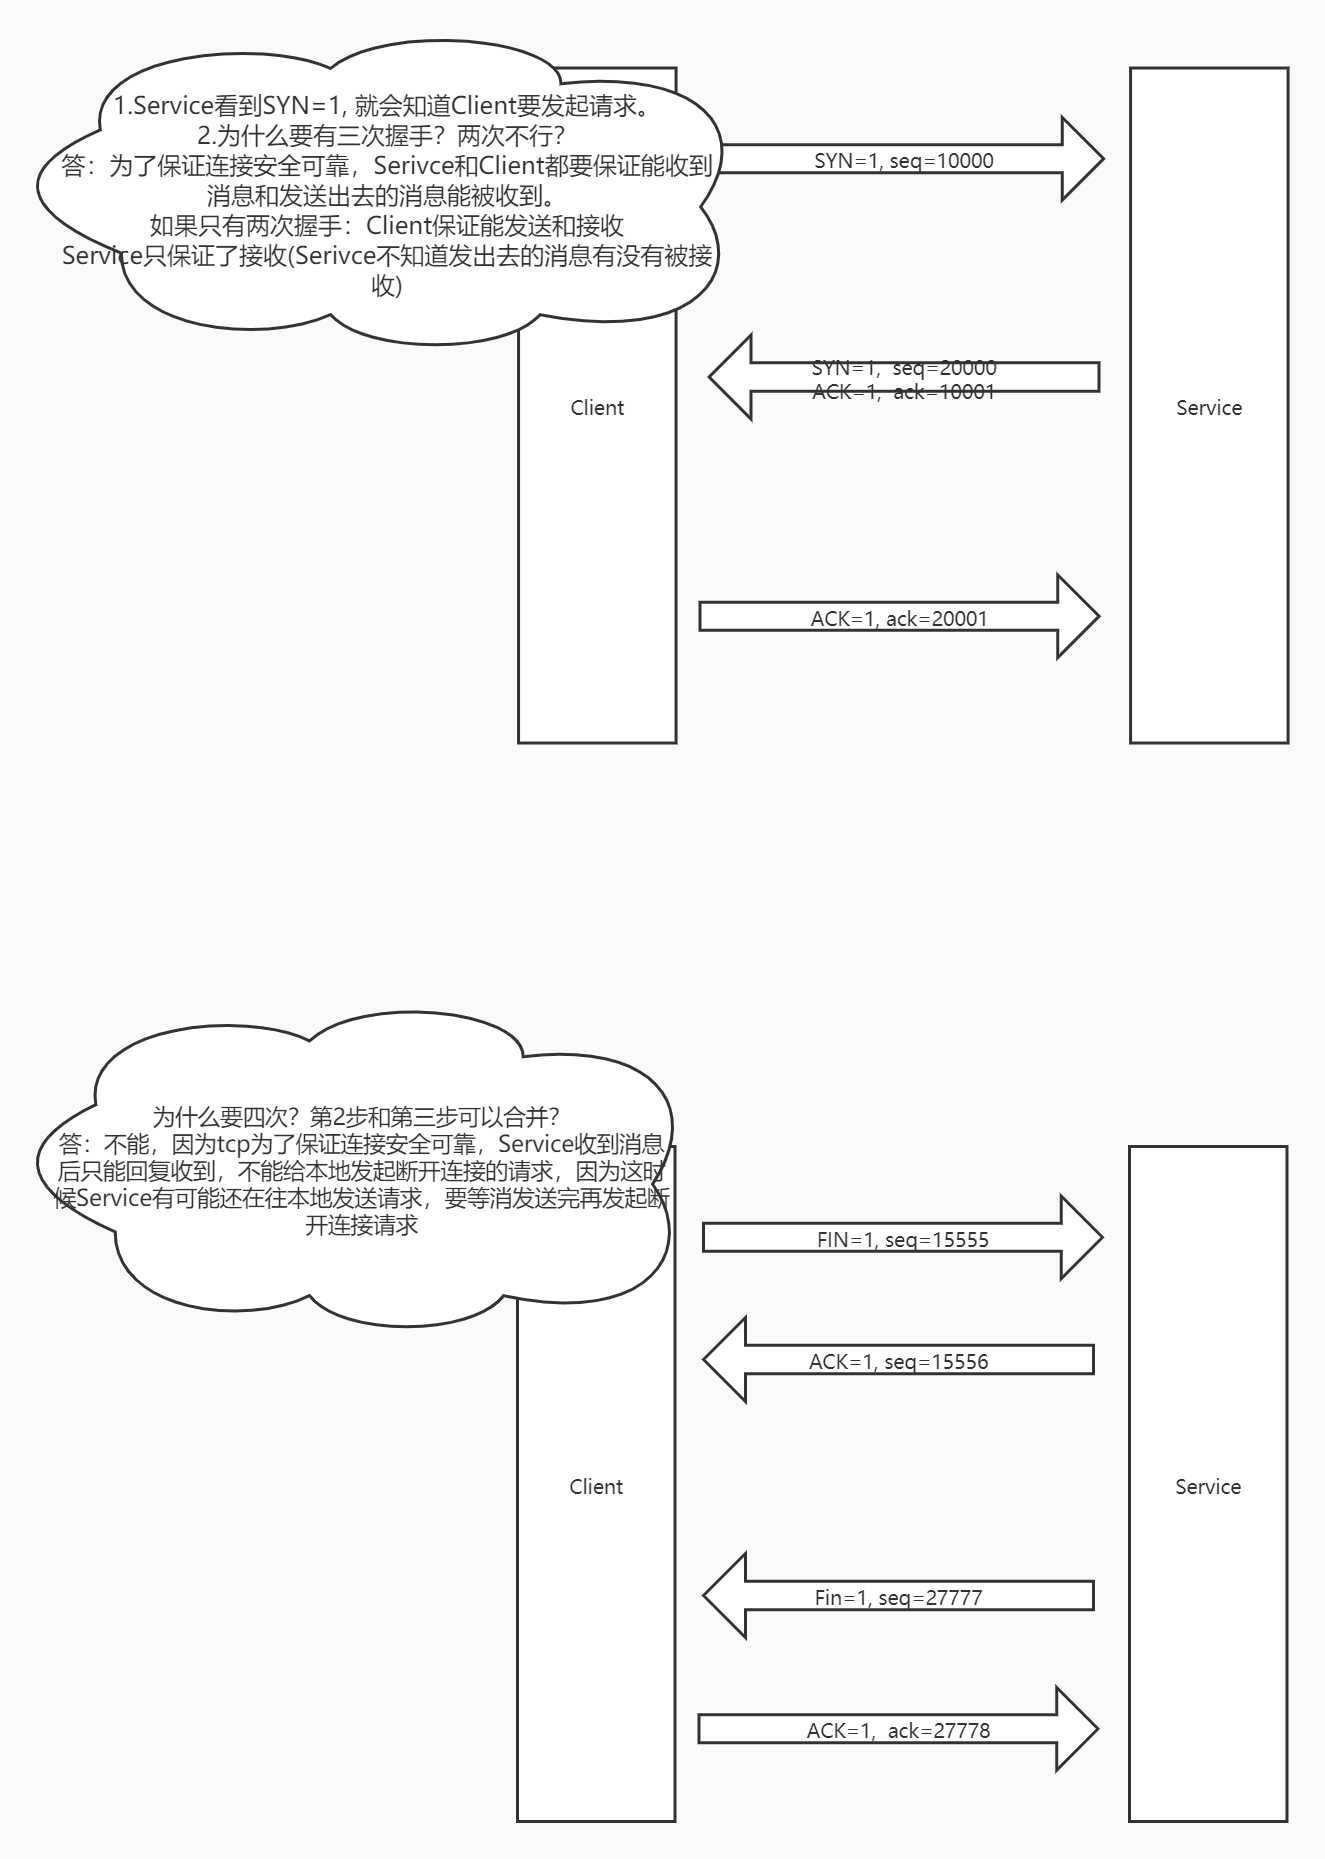 1.Service看到SYN=1, 就会知道Client要发起请求。
2.为什么要有三次握手？两次不行？
答：为了保证连接安全可靠，Serivce和Client都要保证能收到
消息和发送出去的消息能被收到。
如果只有两次握手：Client保证能发送和接收
Service只保证了接收(Serivce不知道发出去的消息有没有被接
收)
SYN=1, seq=10000
SYN=1,  seq=20000
ACK=1,  ack=10001
Client
Service
ACK=1, ack=20001
为什么要四次？第2步和第三步可以合并？
答：不能，因为tcp为了保证连接安全可靠，Service收到消息
后只能回复收到，不能给本地发起断开连接的请求，因为这时
候Service有可能还在往本地发送请求，要等消发送完再发起断
开连接请求
FIN=1, seq=15555
ACK=1, seq=15556
Client
Service
Fin=1, seq=27777
ACK=1,  ack=27778